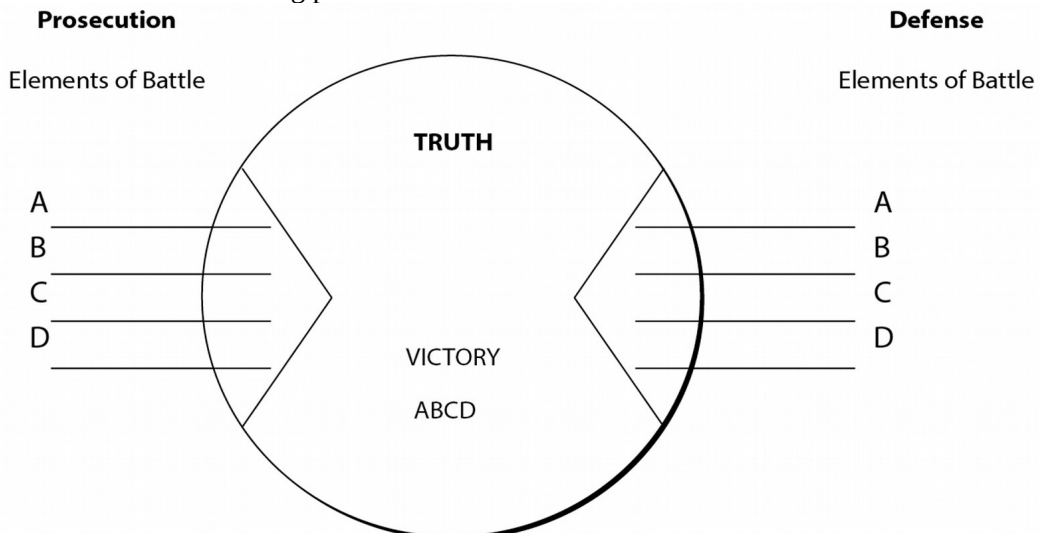 Prosecution
Defense
Elements of Battle
Elements of Battle
TRUTH
A
A
B
B
C
C
D
D
VICTORY
ABCD